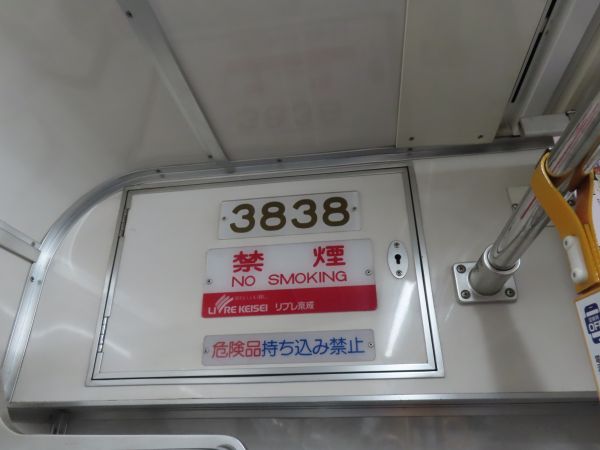 3838
禁煙
NO SMOKING
LIVRE KEISEI リブレ京成
危険品持ち込み禁止
OFF